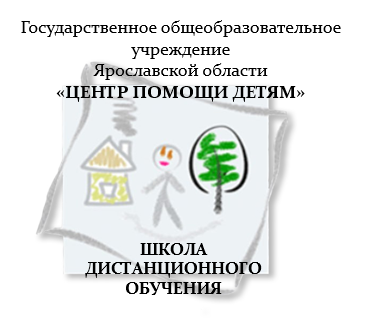 Государственное общеобразовательное
учреждение
Ярославской области
«ЦЕНТР ПОМОЩИ ДЕТЯМ»
ШКОЛА
ДИСТАНЦИОННОГО
ОБУЧЕНИЯ